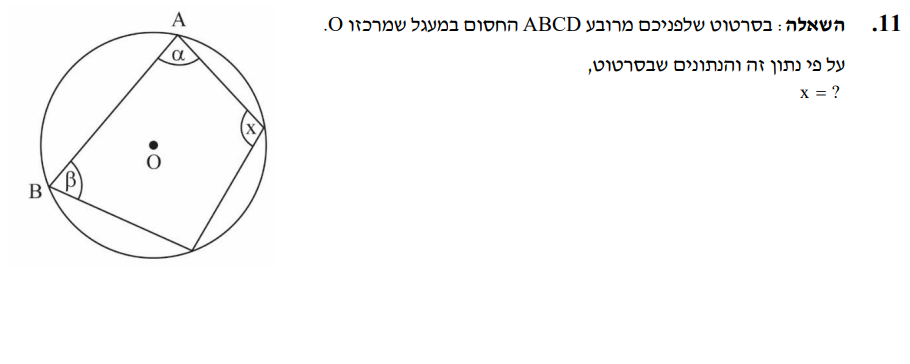 .11 השאלה : בסרטוט שלפניכם מרובע ABCD החסום במעגל שמרכזו O.
על פי נתון זה והנתונים שבסרטוט,
x = ?
A
α
x
O
β
B